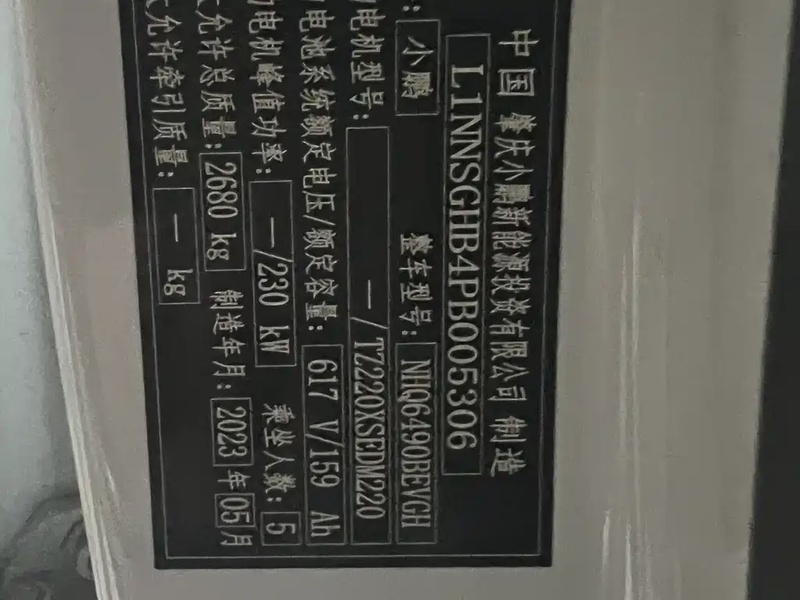 中国 肇庆小鹏新能源投资有限公司 制造
L1NNSGHB4PB005306
: 小鹏 整车型号: NHQ6490BEVGH
电机型号: —/TZ220XSEDM220
电池系统额定电压/额定容量: 617 V/159 Ah
电机峰值功率: —/230 kW 乘坐人数: 5
大允许总质量: 2680 kg 制造年月: 2023 年 05 月
大允许牵引质量: — kg